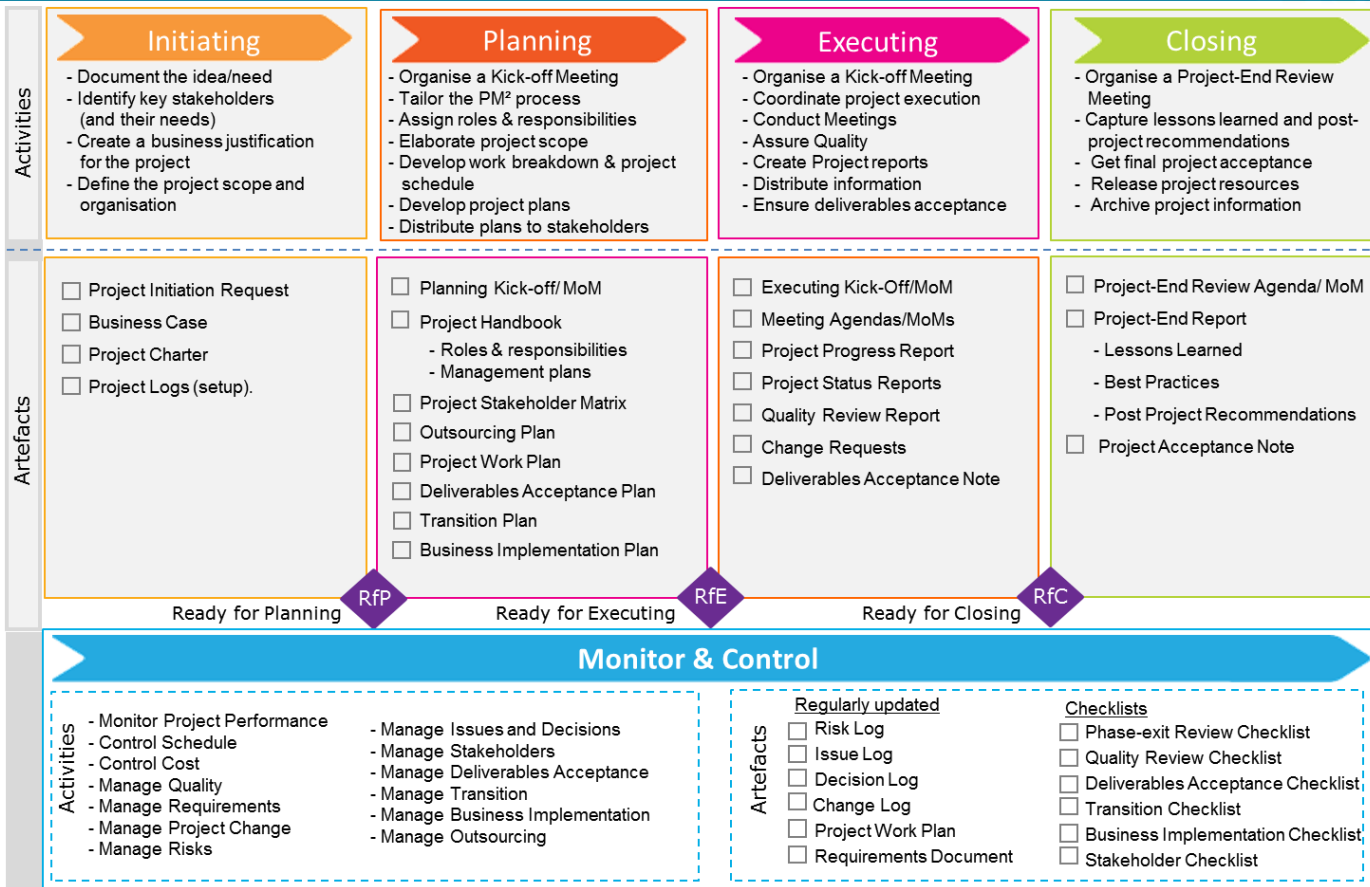 Activities
Initiating
- Document the idea/need
- Identify key stakeholders
(and their needs)
- Create a business justification
for the project
- Define the project scope and
organisation
Planning
- Organise a Kick-off Meeting
- Tailor the PM² process
- Assign roles & responsibilities
- Elaborate project scope
- Develop work breakdown & project
schedule
- Develop project plans
- Distribute plans to stakeholders
Executing
- Organise a Kick-off Meeting
- Coordinate project execution
- Conduct Meetings
- Assure Quality
- Create Project reports
- Distribute information
- Ensure deliverables acceptance
Closing
- Organise a Project-End Review
Meeting
- Capture lessons learned and post-
project recommendations
- Get final project acceptance
- Release project resources
- Archive project information
Artefacts
Project Initiation Request
Business Case
Project Charter
Project Logs (setup).
Planning Kick-off/ MoM
Project Handbook
- Roles & responsibilities
- Management plans
Project Stakeholder Matrix
Outsourcing Plan
Project Work Plan
Deliverables Acceptance Plan
Transition Plan
Business Implementation Plan
Executing Kick-Off/MoM
Meeting Agendas/MoMs
Project Progress Report
Project Status Reports
Quality Review Report
Change Requests
Deliverables Acceptance Note
Project-End Review Agenda/ MoM
Project-End Report
- Lessons Learned
- Best Practices
- Post Project Recommendations
Project Acceptance Note
Ready for Planning
RfP
Ready for Executing
RfE
Ready for Closing
RfC
Monitor & Control
Activities
- Monitor Project Performance
- Control Schedule
- Control Cost
- Manage Quality
- Manage Requirements
- Manage Project Change
- Manage Risks
- Manage Issues and Decisions
- Manage Stakeholders
- Manage Deliverables Acceptance
- Manage Transition
- Manage Business Implementation
- Manage Outsourcing
Artefacts
Regularly updated
Risk Log
Issue Log
Decision Log
Change Log
Project Work Plan
Requirements Document
Checklists
Phase-exit Review Checklist
Quality Review Checklist
Deliverables Acceptance Checklist
Transition Checklist
Business Implementation Checklist
Stakeholder Checklist